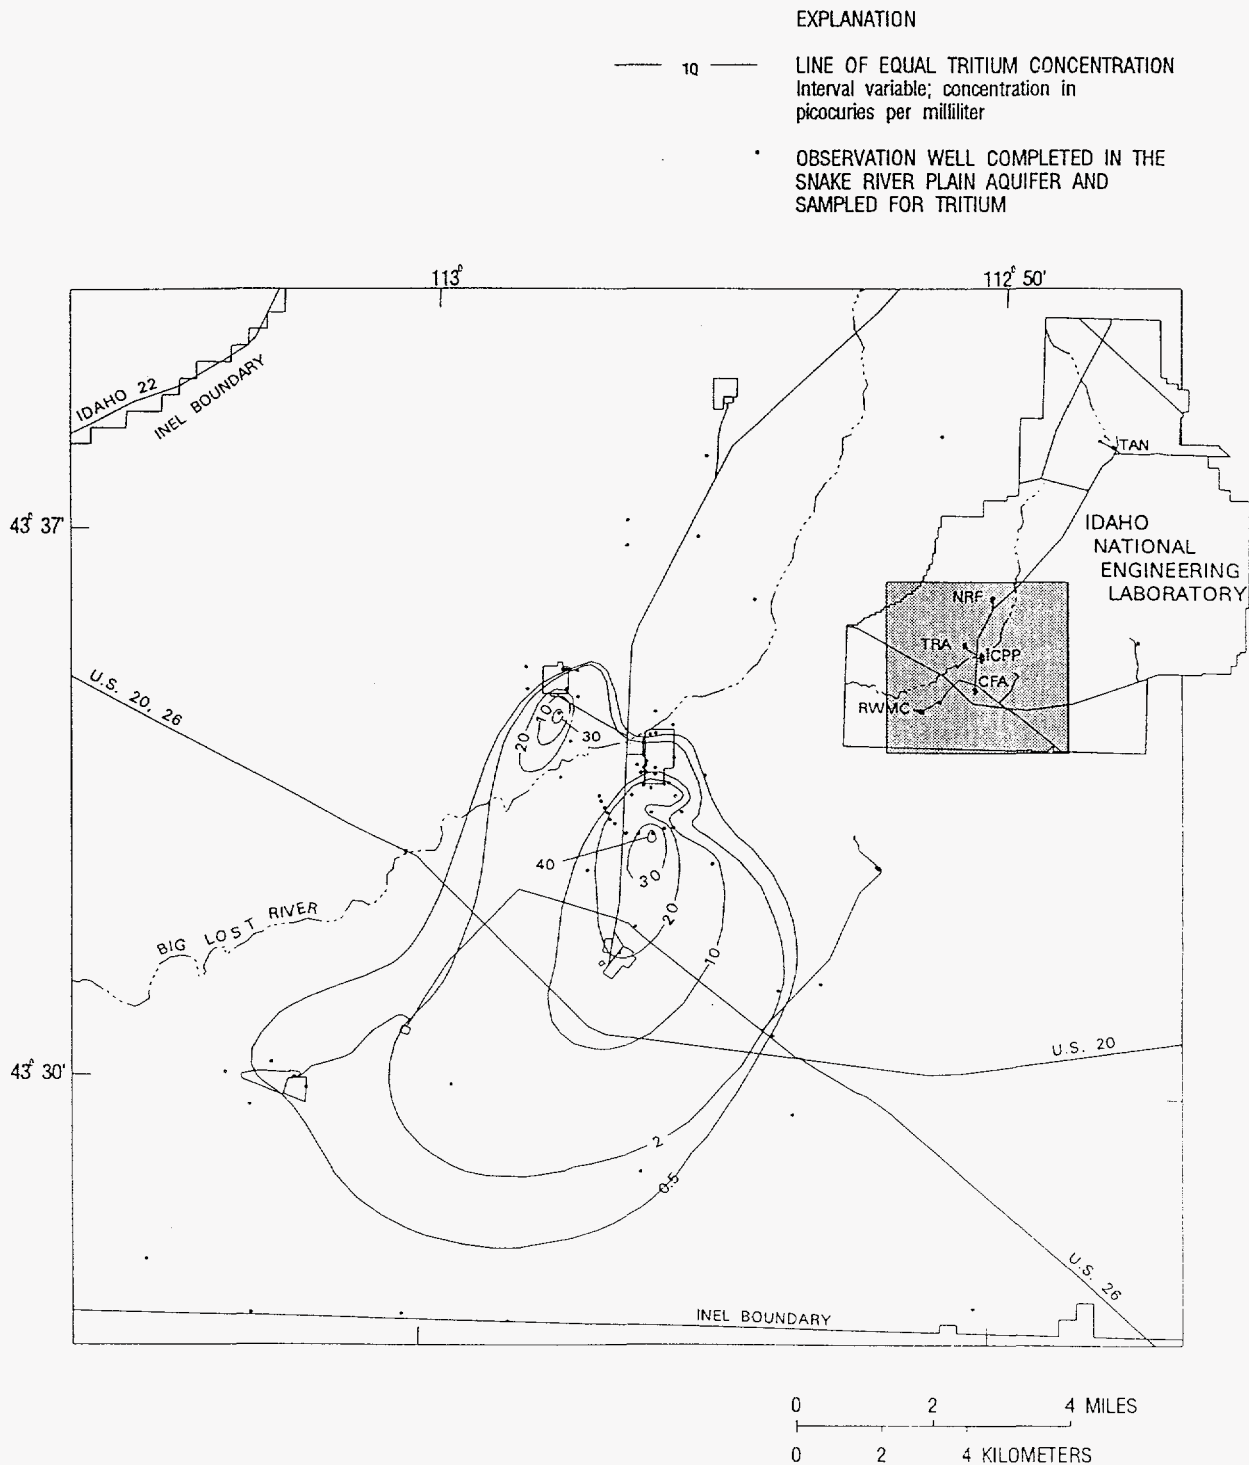 EXPLANATION
10
LINE OF EQUAL TRITIUM CONCENTRATION
Interval variable; concentration in
picocuries per milliliter
OBSERVATION WELL COMPLETED IN THE
SNAKE RIVER PLAIN AQUIFER AND
SAMPLED FOR TRITIUM
113°
112° 50'
IDAHO 22
INEL BOUNDARY
TAN
43° 37'
IDAHO
NATIONAL
ENGINEERING
LABORATORY
NRF
TRA
ICPP
CFA
RWMC
U.S. 20, 26
10
20
30
40
30
20
10
BIG LOST RIVER
43° 30'
U.S. 20
2
0.5
U.S. 26
INEL BOUNDARY
0 2 4 MILES
0 2 4 KILOMETERS